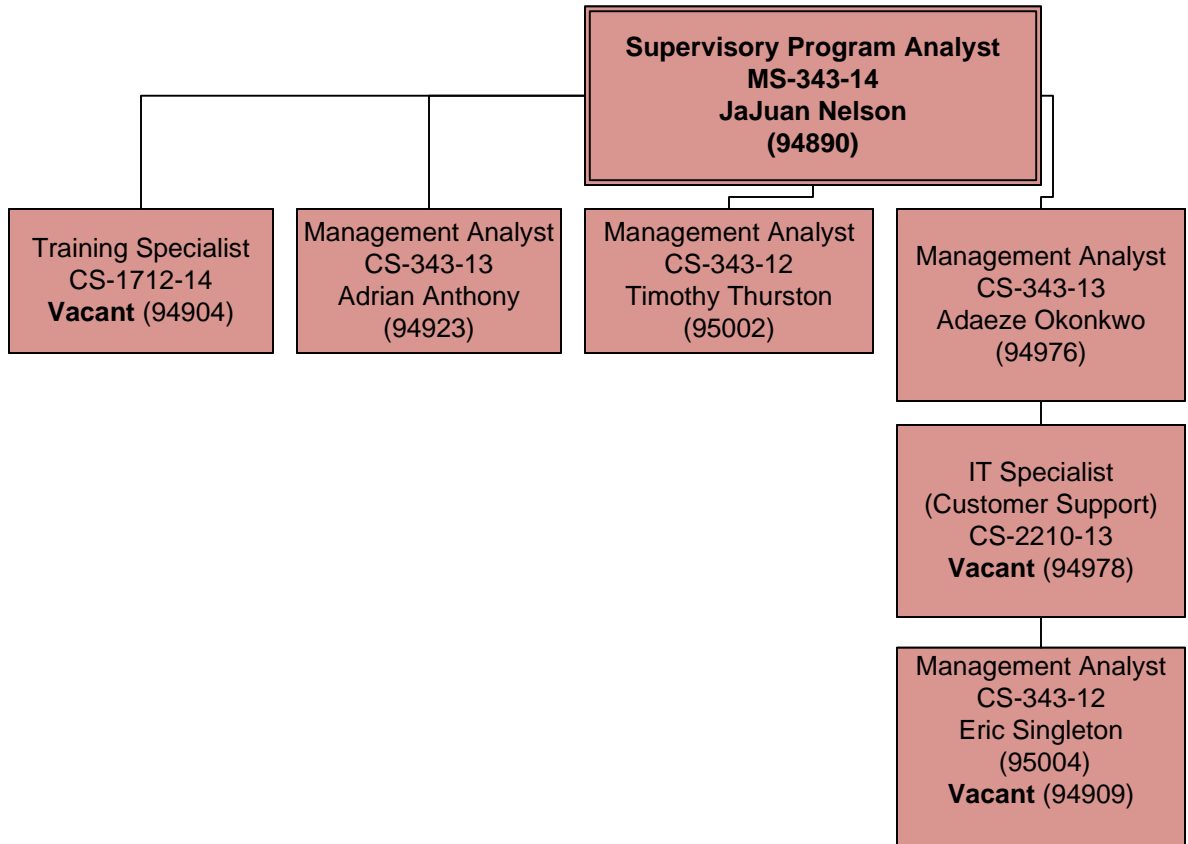 Supervisory Program Analyst
MS-343-14
JaJuan Nelson
(94890)
Training Specialist
CS-1712-14
Vacant (94904)
Management Analyst
CS-343-13
Adrian Anthony
(94923)
Management Analyst
CS-343-12
Timothy Thurston
(95002)
Management Analyst
CS-343-13
Adaeze Okonkwo
(94976)
IT Specialist
(Customer Support)
CS-2210-13
Vacant (94978)
Management Analyst
CS-343-12
Eric Singleton
(95004)
Vacant (94909)